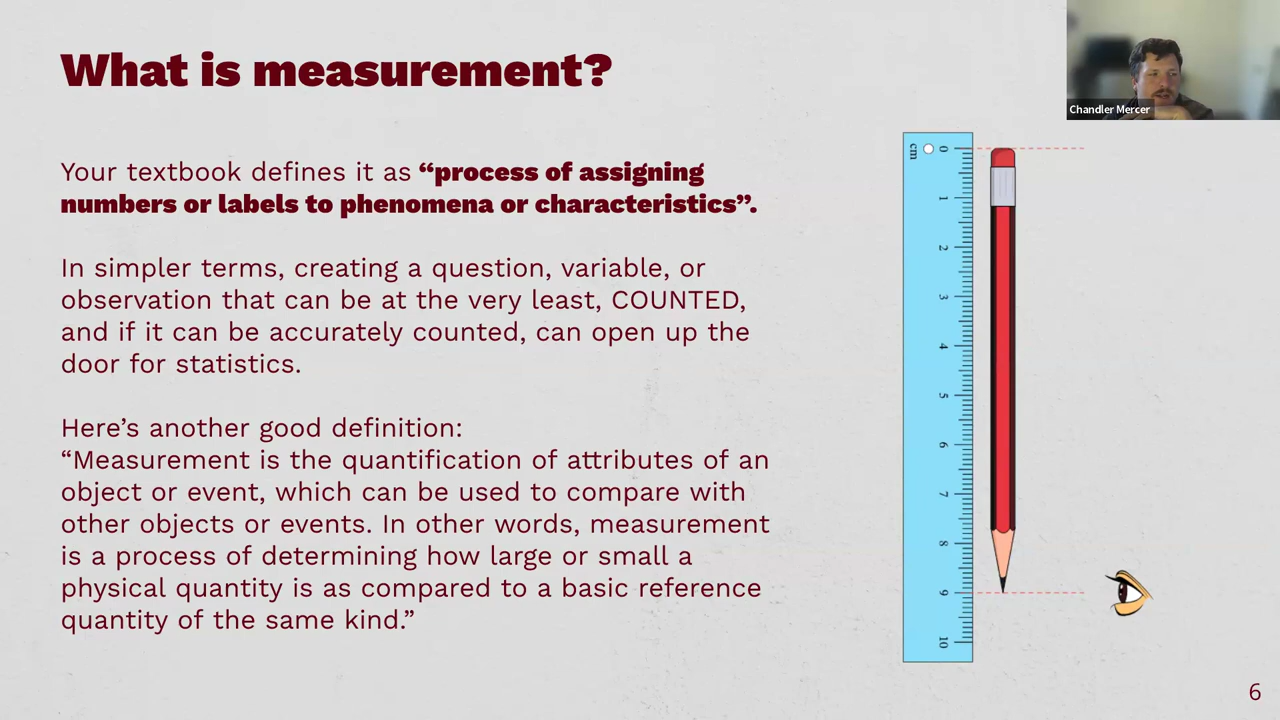 What is measurement?
Chandler Mercer
Your textbook defines it as “process of assigning
numbers or labels to phenomena or characteristics”.
In simpler terms, creating a question, variable, or
observation that can be at the very least, COUNTED,
and if it can be accurately counted, can open up the
door for statistics.
Here’s another good definition:
“Measurement is the quantification of attributes of an
object or event, which can be used to compare with
other objects or events. In other words, measurement
is a process of determining how large or small a
physical quantity is as compared to a basic reference
quantity of the same kind.”
cm
0
1
2
3
4
5
6
7
8
9
10
6